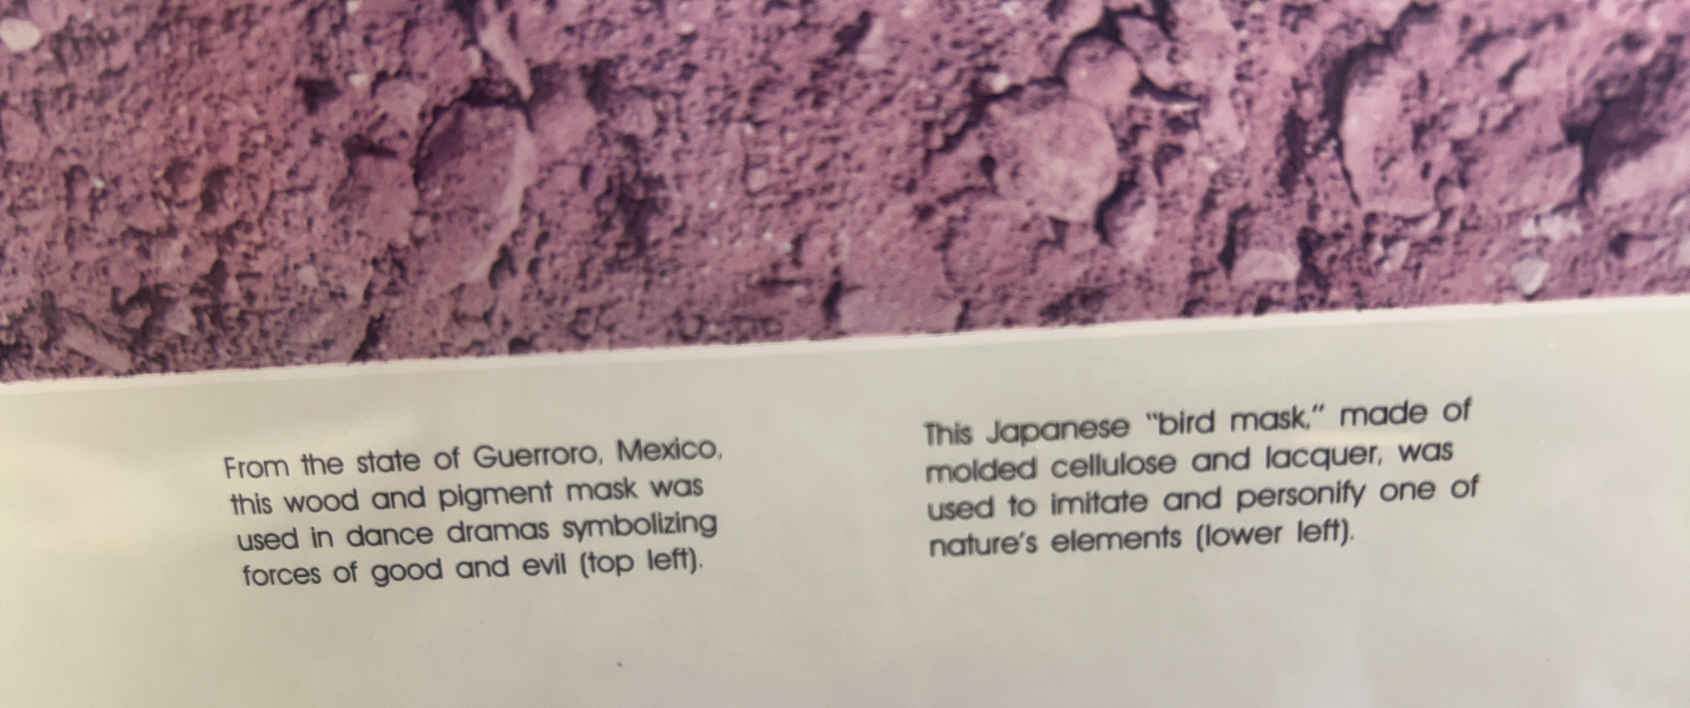 From the state of Guerroro, Mexico,
this wood and pigment mask was
used in dance dramas symbolizing
forces of good and evil (top left).
This Japanese "bird mask," made of
molded cellulose and lacquer, was
used to imitate and personify one of
nature's elements (lower left).